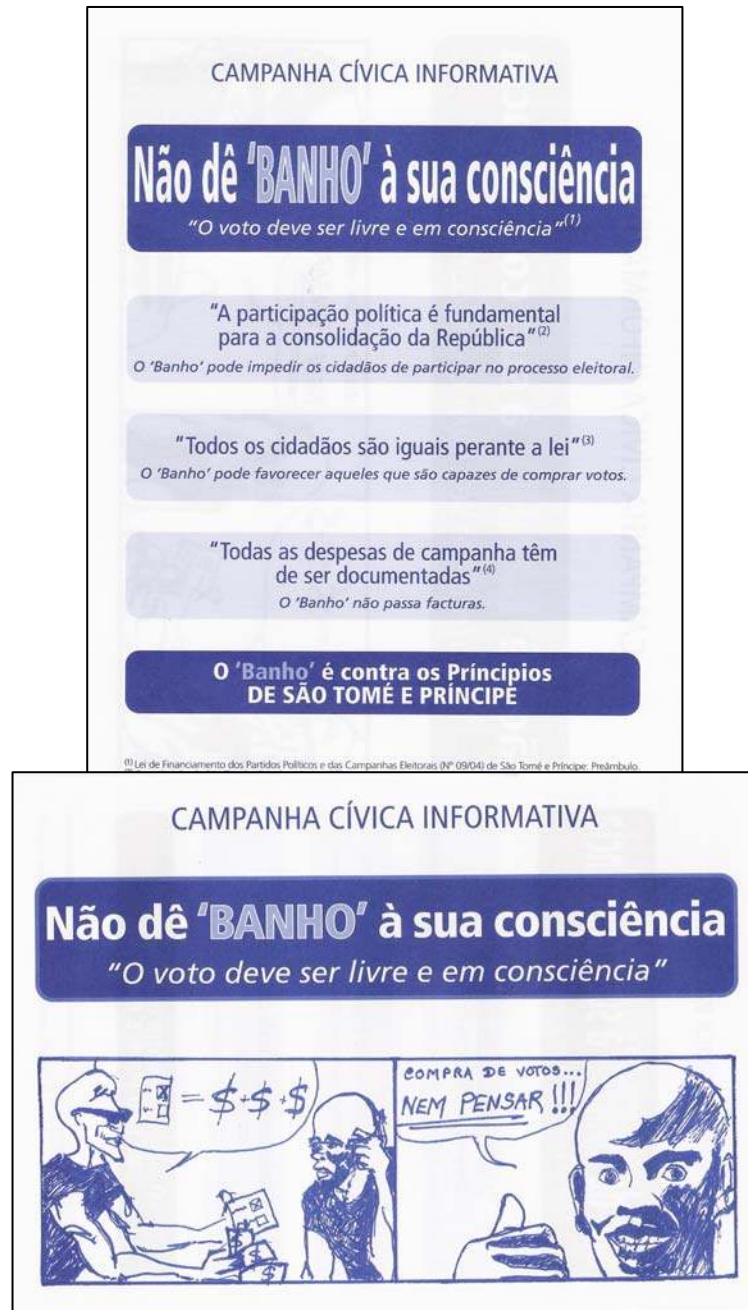 CAMPANHA CÍVICA INFORMATIVA
Não dê 'BANHO' à sua consciência
"O voto deve ser livre e em consciência"(1)
"A participação política é fundamental
para a consolidação da República"(2)
O 'Banho' pode impedir os cidadãos de participar no processo eleitoral.
"Todos os cidadãos são iguais perante a lei"(3)
O 'Banho' pode favorecer aqueles que são capazes de comprar votos.
"Todas as despesas de campanha têm
de ser documentadas"(4)
O 'Banho' não passa facturas.
O 'Banho' é contra os Príncipios
DE SÃO TOMÉ E PRÍNCIPE
(1) Lei de Financiamento dos Partidos Políticos e das Campanhas Eleitorais (Nº 09/04) de São Tomé e Príncipe: Preâmbulo.
CAMPANHA CÍVICA INFORMATIVA
Não dê 'BANHO' à sua consciência
"O voto deve ser livre e em consciência"
= $+$+$
COMPRA DE VOTOS...
NEM PENSAR!!!
$
$
$